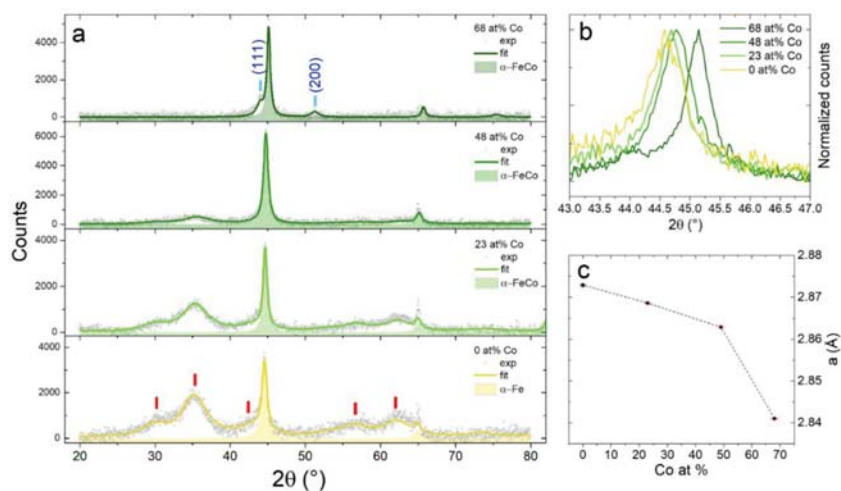 a
68 at% Co
exp
fit
α-FeCo
(111)
(200)
4000
2000
0
48 at% Co
exp
fit
α-FeCo
6000
4000
2000
0
23 at% Co
exp
fit
α-FeCo
4000
2000
0
0 at% Co
exp
fit
α-Fe
4000
2000
0
Counts
20 30 40 50 60 70 80
2θ (°)
b
68 at% Co
48 at% Co
23 at% Co
0 at% Co
Normalized counts
43.0 43.5 44.0 44.5 45.0 45.5 46.0 46.5 47.0
2θ (°)
c
2.88
2.87
2.86
2.85
2.84
a (Å)
0 10 20 30 40 50 60 70
Co at %